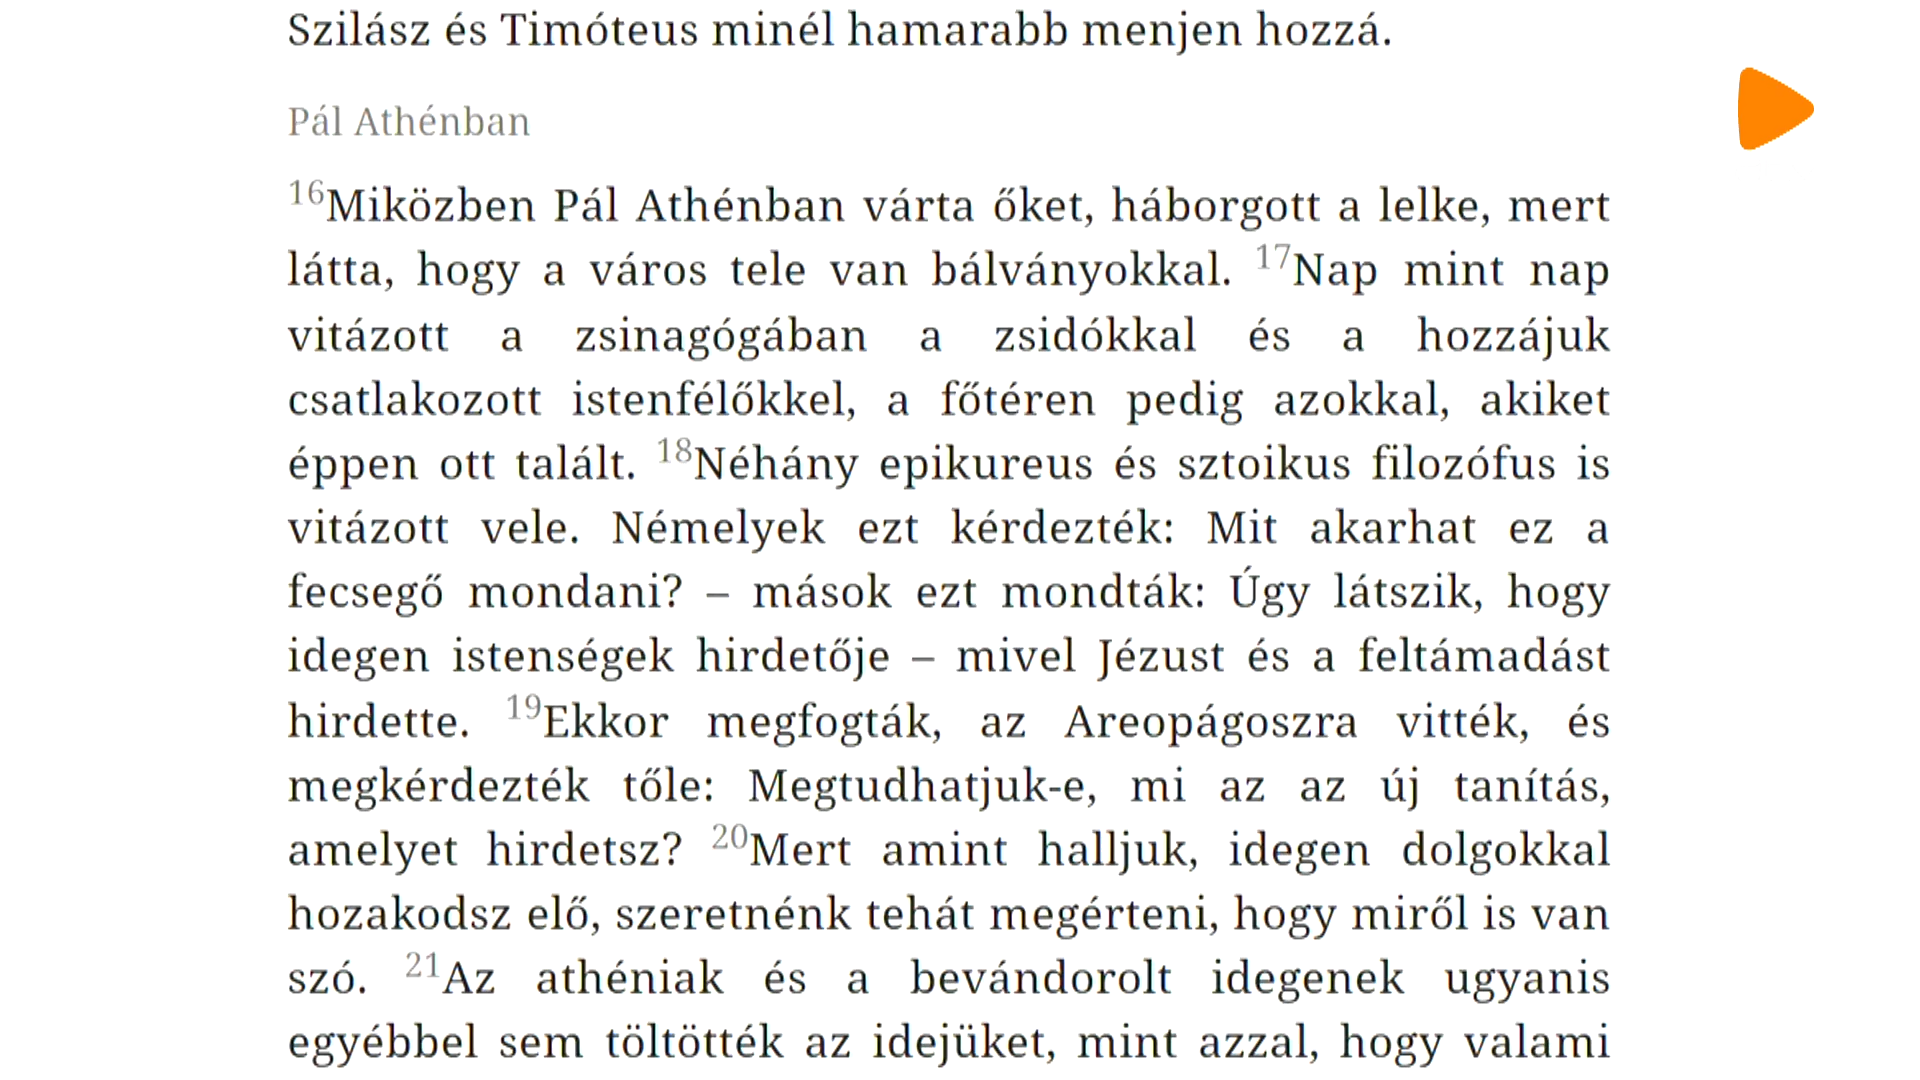 Szilász és Timóteus minél hamarabb menjen hozzá.
Pál Athénban
16Miközben Pál Athénban várta őket, háborgott a lelke, mert
látta, hogy a város tele van bálványokkal. 17Nap mint nap
vitázott a zsinagógában a zsidókkal és a hozzájuk
csatlakozott istenfélőkkel, a főtéren pedig azokkal, akiket
éppen ott talált. 18Néhány epikureus és sztoikus filozófus is
vitázott vele. Némelyek ezt kérdezték: Mit akarhat ez a
fecsegő mondani? – mások ezt mondták: Úgy látszik, hogy
idegen istenségek hirdetője – mivel Jézust és a feltámadást
hirdette. 19Ekkor megfogták, az Areopágoszra vitték, és
megkérdezték tőle: Megtudhatjuk-e, mi az az új tanítás,
amelyet hirdetsz? 20Mert amint halljuk, idegen dolgokkal
hozakodsz elő, szeretnénk tehát megérteni, hogy miről is van
szó. 21Az athéniak és a bevándorolt idegenek ugyanis
egyébbel sem töltötték az idejüket, mint azzal, hogy valami